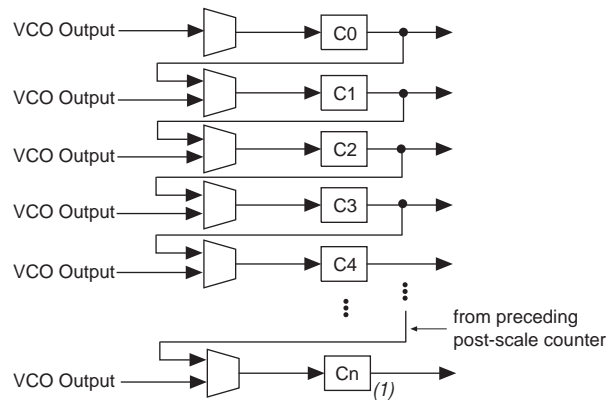 VCO Output C0
VCO Output C1
VCO Output C2
VCO Output C3
VCO Output C4
from preceding
post-scale counter
VCO Output Cn (1)